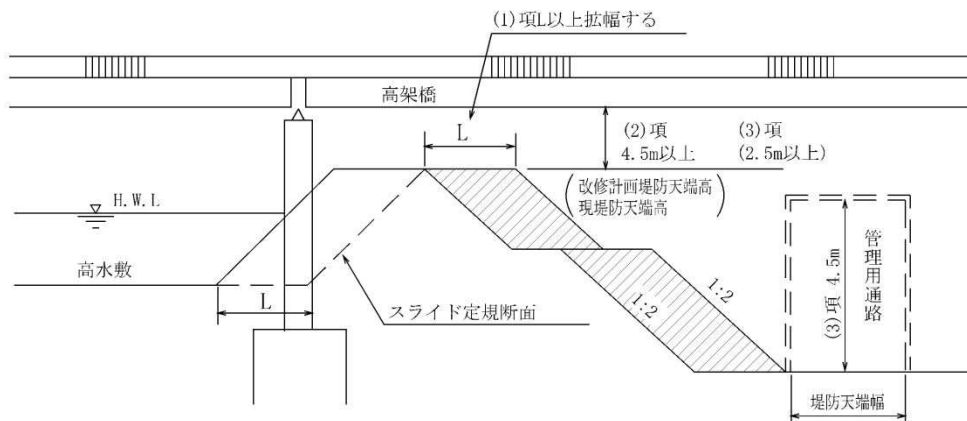 (1)項L以上拡幅する
高架橋
L
(2)項
4.5m以上
(3)項
(2.5m以上)
改修計画堤防天端高
現堤防天端高
H.W.L
高水敷
L
スライド定規断面
1:2
1:2
(3)項 4.5m
管理用通路
堤防天端幅